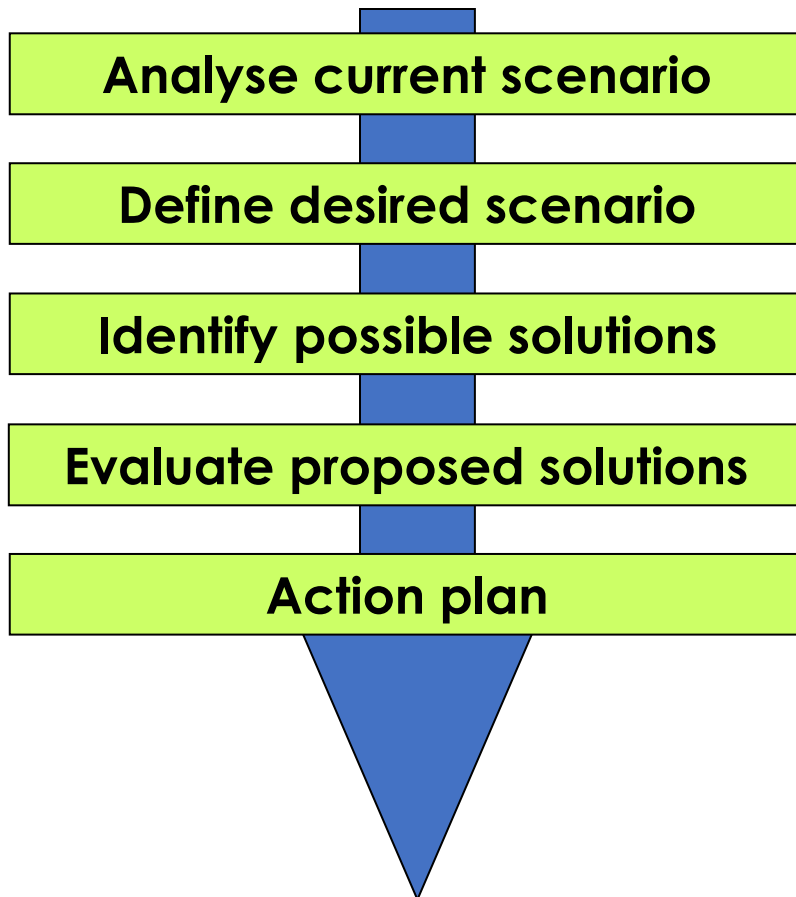 Analyse current scenario
Define desired scenario
Identify possible solutions
Evaluate proposed solutions
Action plan